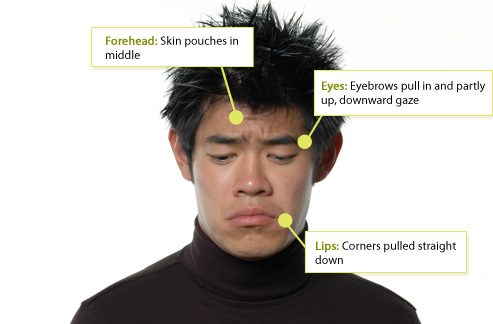 Forehead: Skin pouches in
middle
Eyes: Eyebrows pull in and partly
up, downward gaze
Lips: Corners pulled straight
down